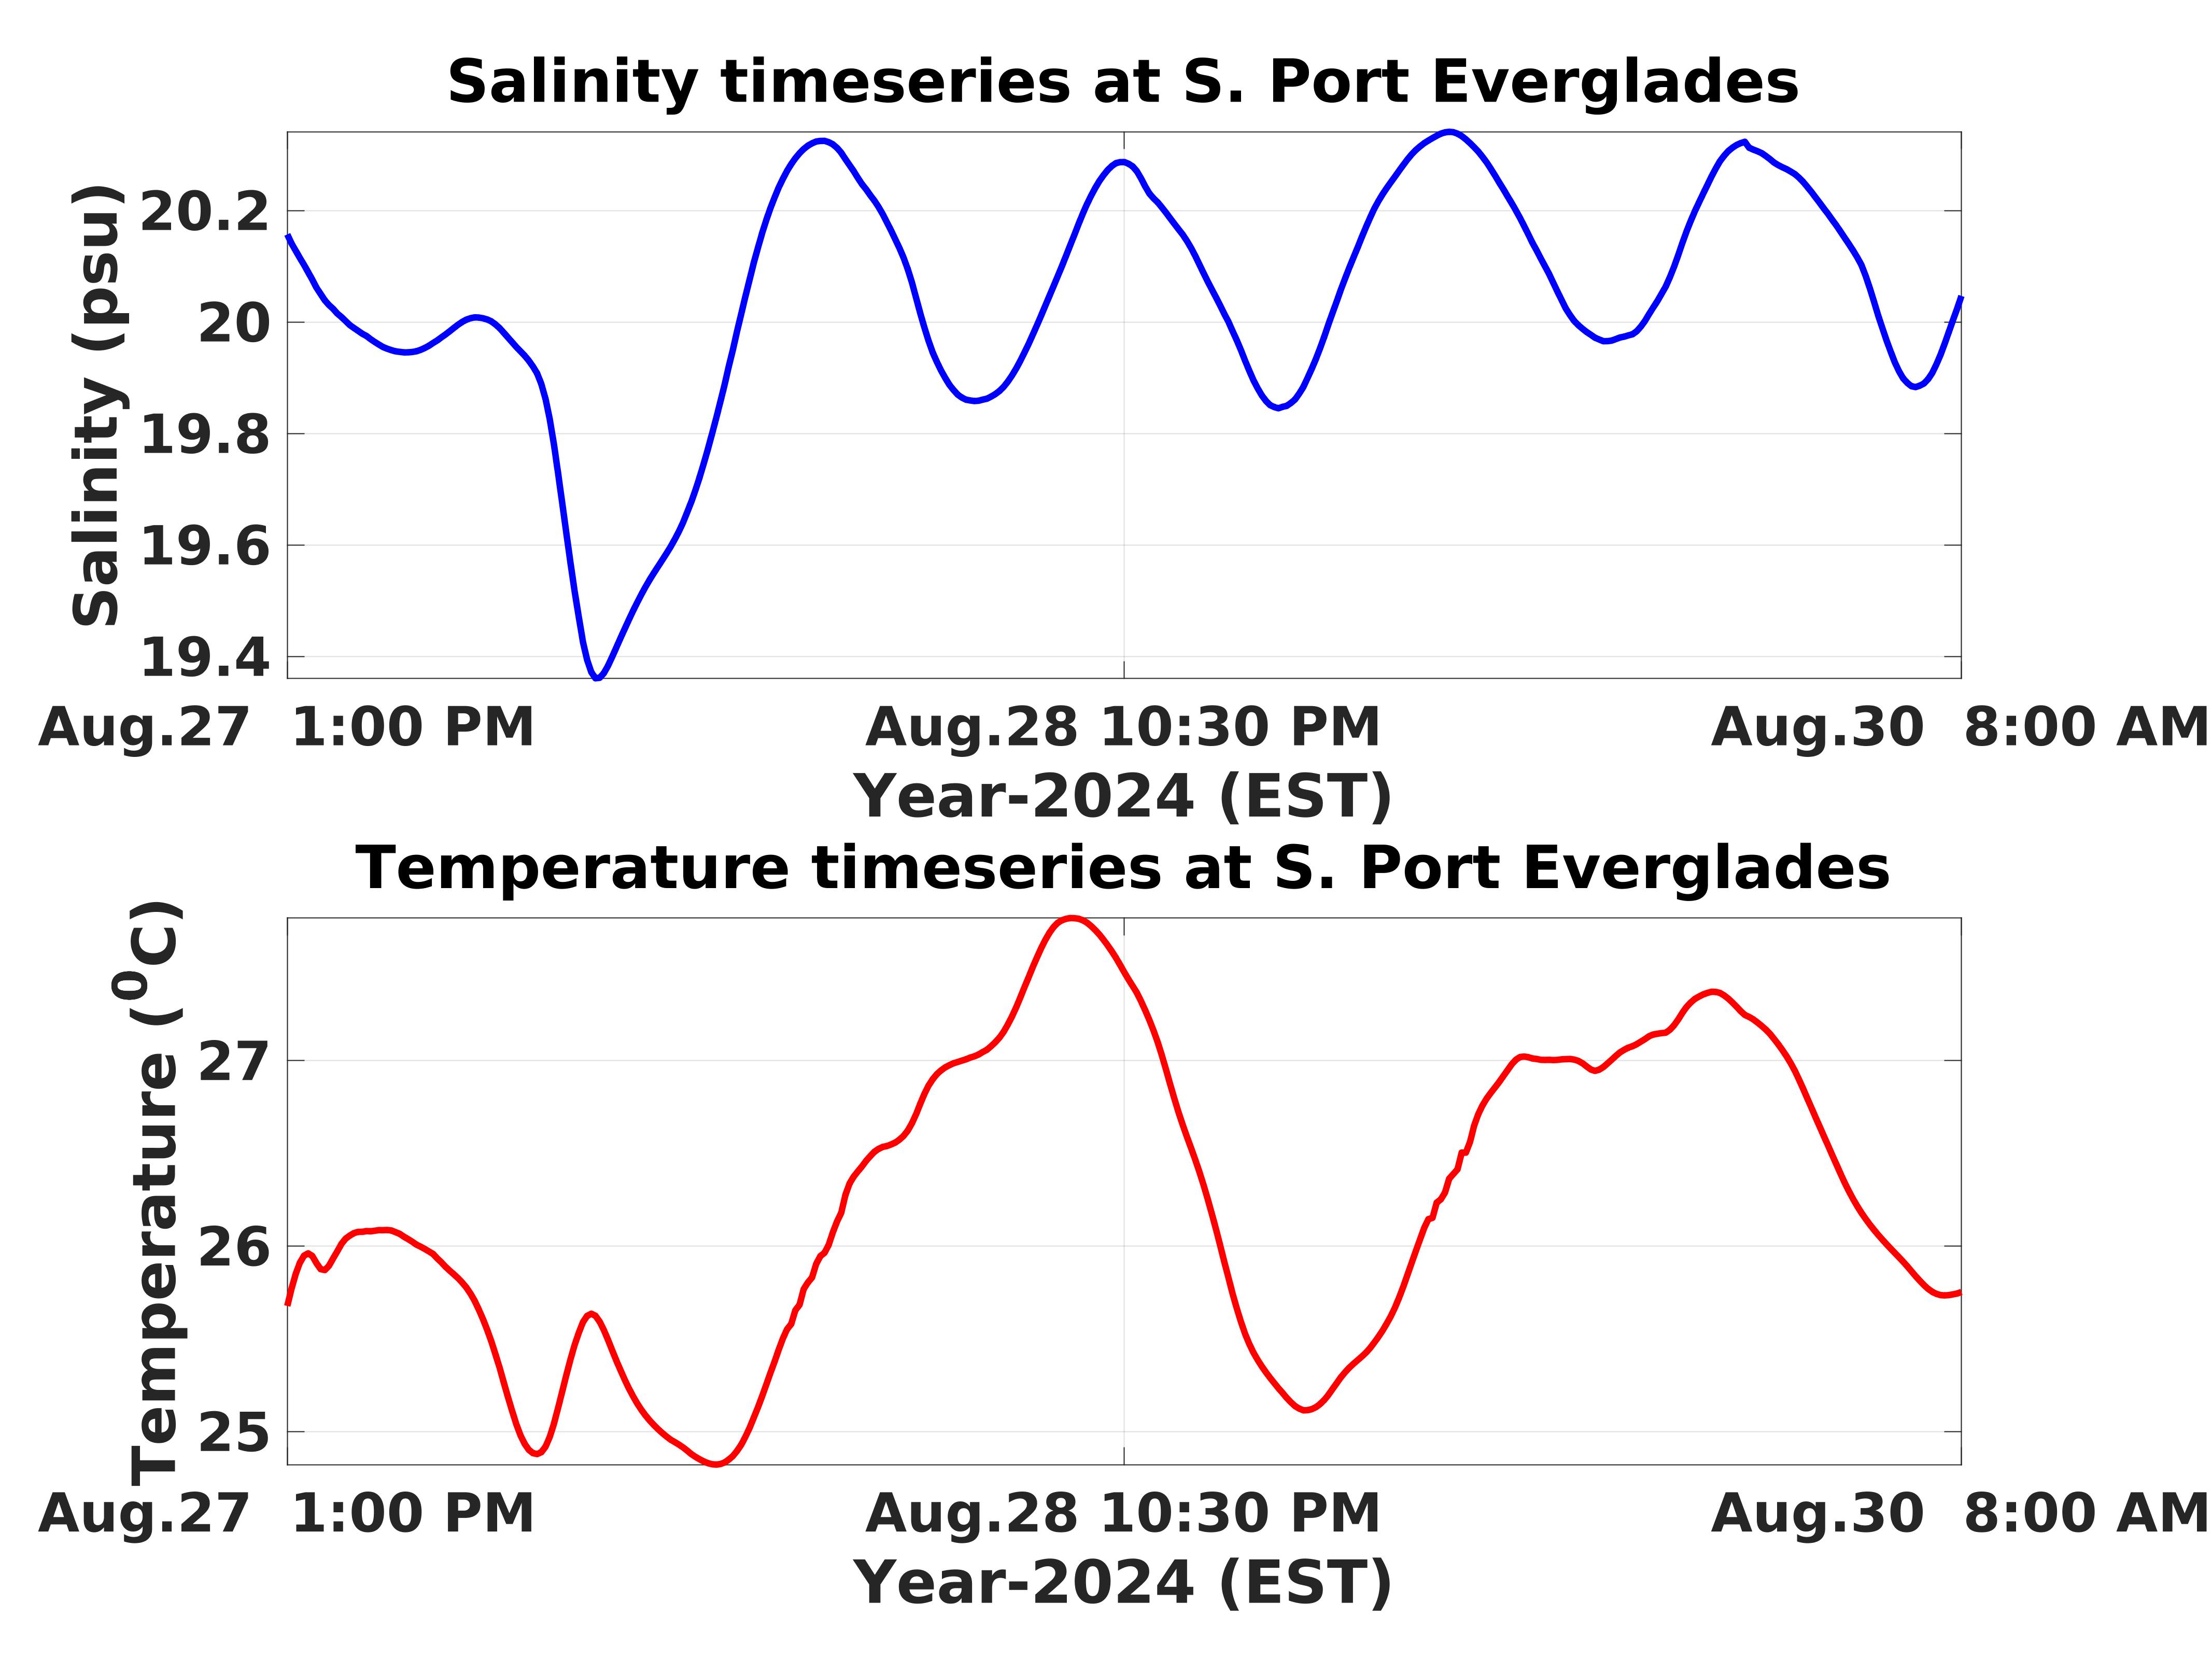 Salinity timeseries at S. Port Everglades
Salinity (psu)
20.2
20
19.8
19.6
19.4
Aug.27  1:00 PM
Aug.28 10:30 PM
Aug.30  8:00 AM
Year-2024 (EST)
Temperature timeseries at S. Port Everglades
Temperature (⁰C)
27
26
25
Aug.27  1:00 PM
Aug.28 10:30 PM
Aug.30  8:00 AM
Year-2024 (EST)